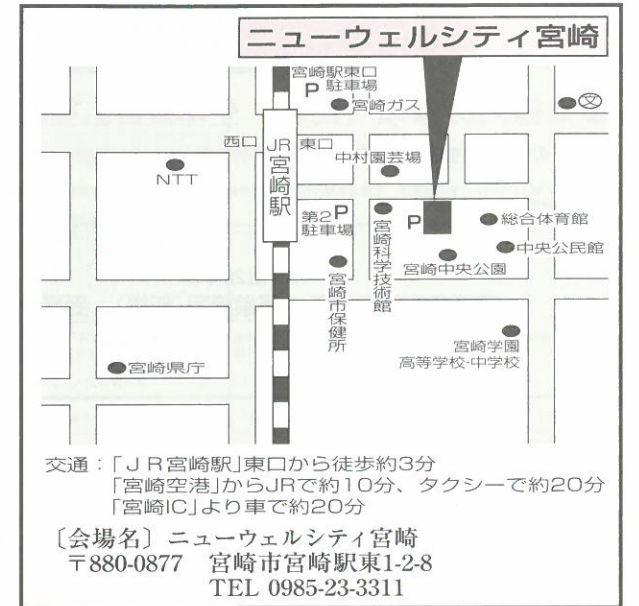 ニューウェルシティ宮崎
宮崎駅東口
P 駐車場
宮崎ガス
文
西口
JR宮崎駅
東口
中村園芸場
NTT
第2 P
駐車場
宮崎科学技術館
P
総合体育館
中央公民館
宮崎中央公園
宮崎市保健所
宮崎学園
高等学校・中学校
宮崎県庁
交通：「ＪＲ宮崎駅」東口から徒歩約3分
「宮崎空港」からJRで約10分、タクシーで約20分
「宮崎IC」より車で約20分
〔会場名〕ニューウェルシティ宮崎
〒880-0877　宮崎市宮崎駅東1-2-8
TEL 0985-23-3311